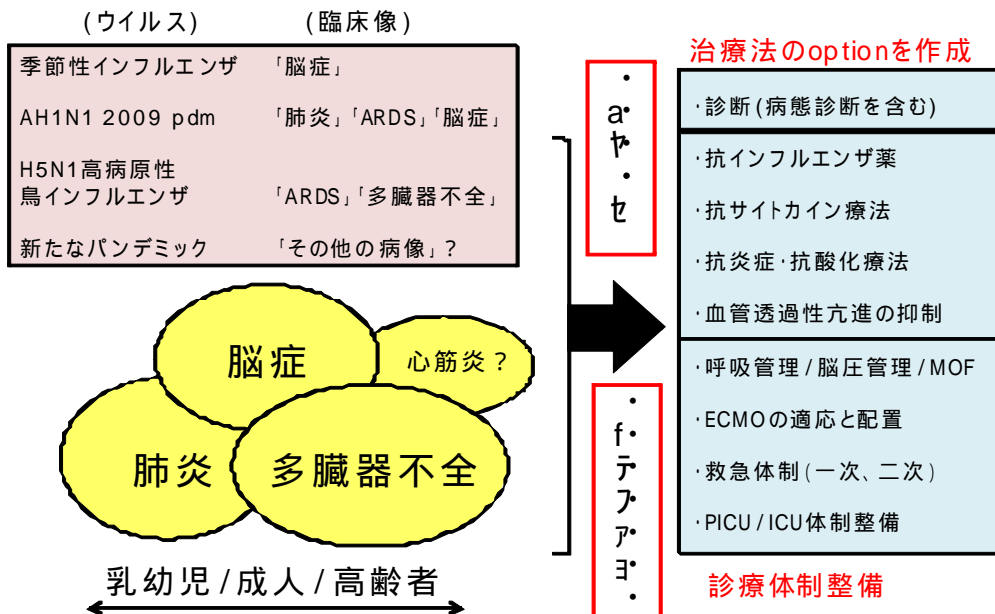 (ウイルス)
(臨床像)
季節性インフルエンザ 「脳症」
AH1N1 2009 pdm 「肺炎」「ARDS」「脳症」
H5N1高病原性
鳥インフルエンザ 「ARDS」「多臓器不全」
新たなパンデミック 「その他の病像」?
脳症
心筋炎?
肺炎
多臓器不全
乳幼児/成人/高齢者
治療法のoptionを作成
・診断(病態診断を含む)
・抗インフルエンザ薬
・抗サイトカイン療法
・抗炎症・抗酸化療法
・血管透過性亢進の抑制
・呼吸管理/脳圧管理/MOF
・ECMOの適応と配置
・救急体制(一次、二次)
・PICU/ICU体制整備
診療体制整備